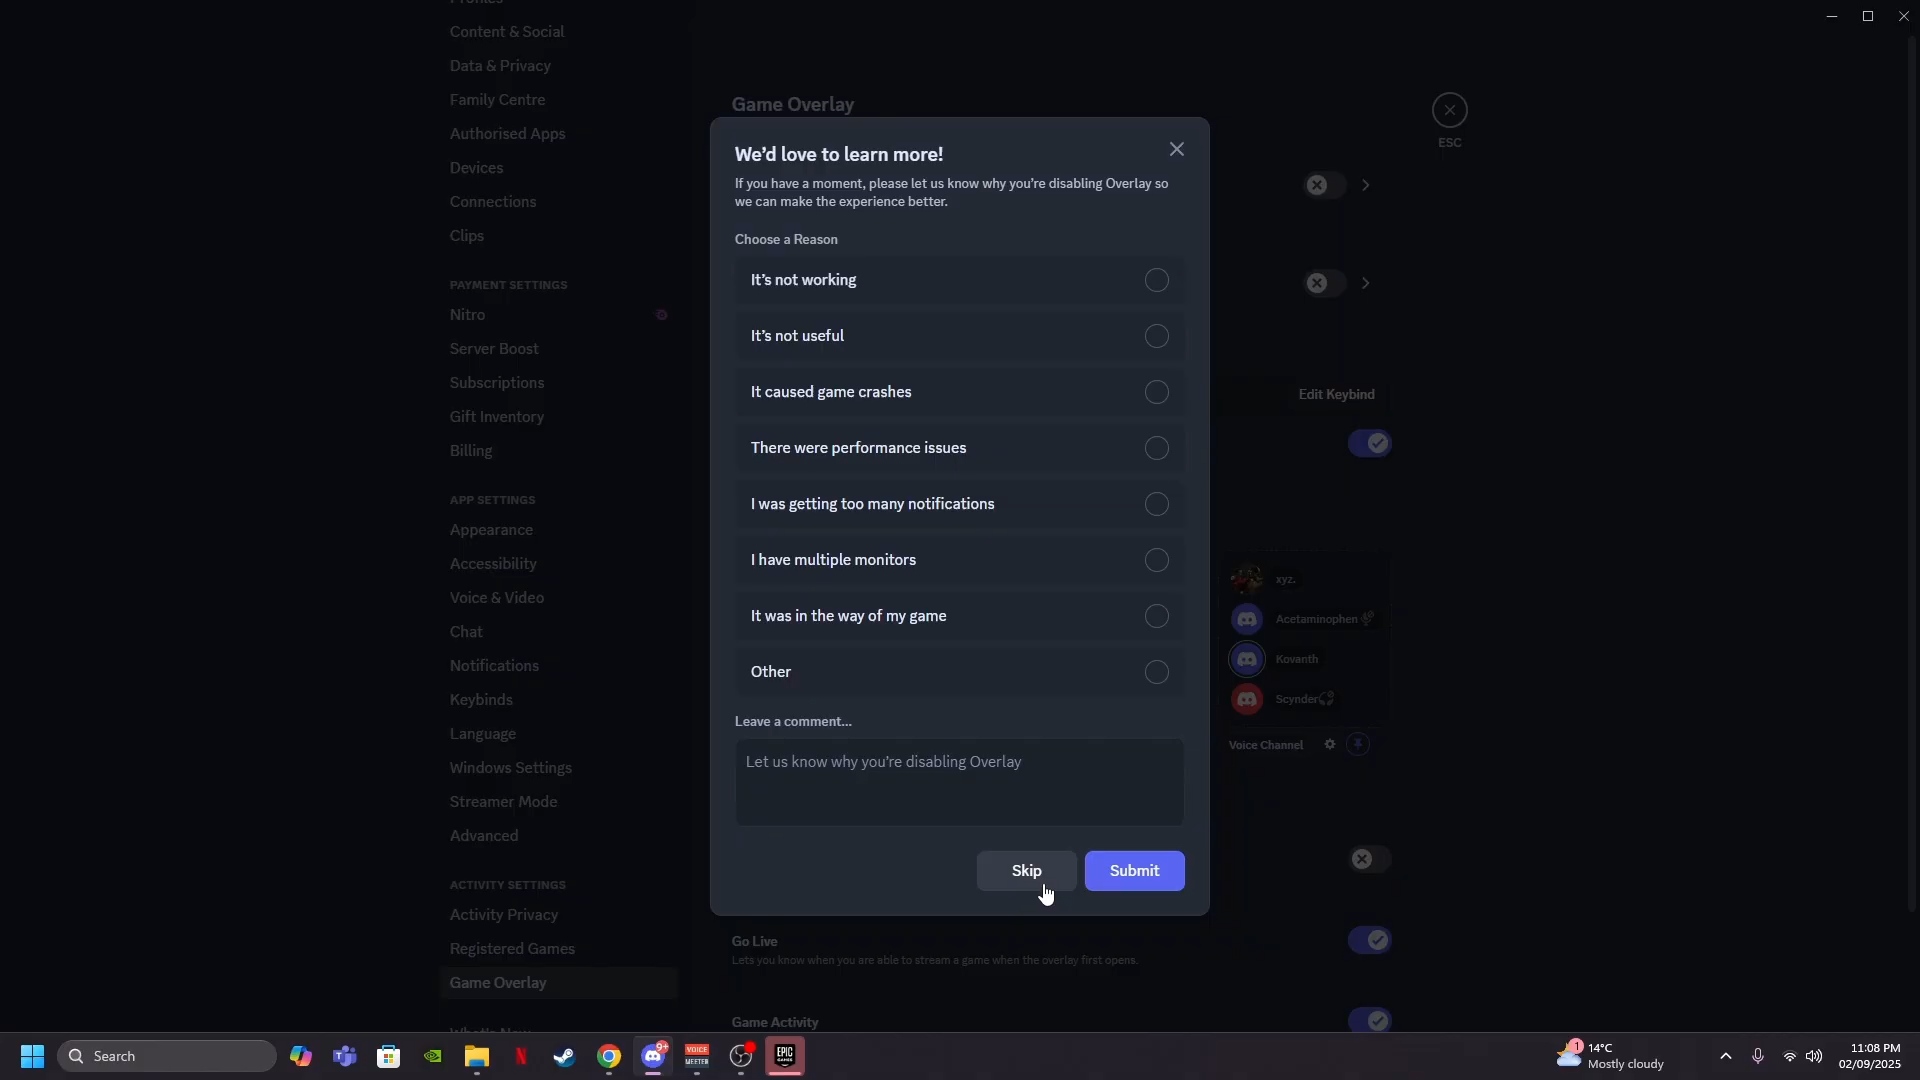 Content & Social
Data & Privacy
Family Centre
Authorised Apps
Devices
Connections
Clips
PAYMENT SETTINGS
Nitro
Server Boost
Subscriptions
Gift Inventory
Billing
APP SETTINGS
Appearance
Accessibility
Voice & Video
Chat
Notifications
Keybinds
Language
Windows Settings
Streamer Mode
Advanced
ACTIVITY SETTINGS
Activity Privacy
Registered Games
Game Overlay
Game Overlay
ESC
We'd love to learn more!
If you have a moment, please let us know why you're disabling Overlay so
we can make the experience better.
Choose a Reason
It's not working
It's not useful
It caused game crashes
There were performance issues
I was getting too many notifications
I have multiple monitors
It was in the way of my game
Other
Leave a comment...
Let us know why you're disabling Overlay
Skip
Submit
Edit Keybind
xyz.
Acetaminophen
Kovanth
Scynder
Voice Channel
Go Live
Lets you know when you are able to stream a game when the overlay first opens.
Game Activity
Search
9+
VOICE
MEETER
EPIC
GAMES
1
14°C
Mostly cloudy
11:08 PM
02/09/2025